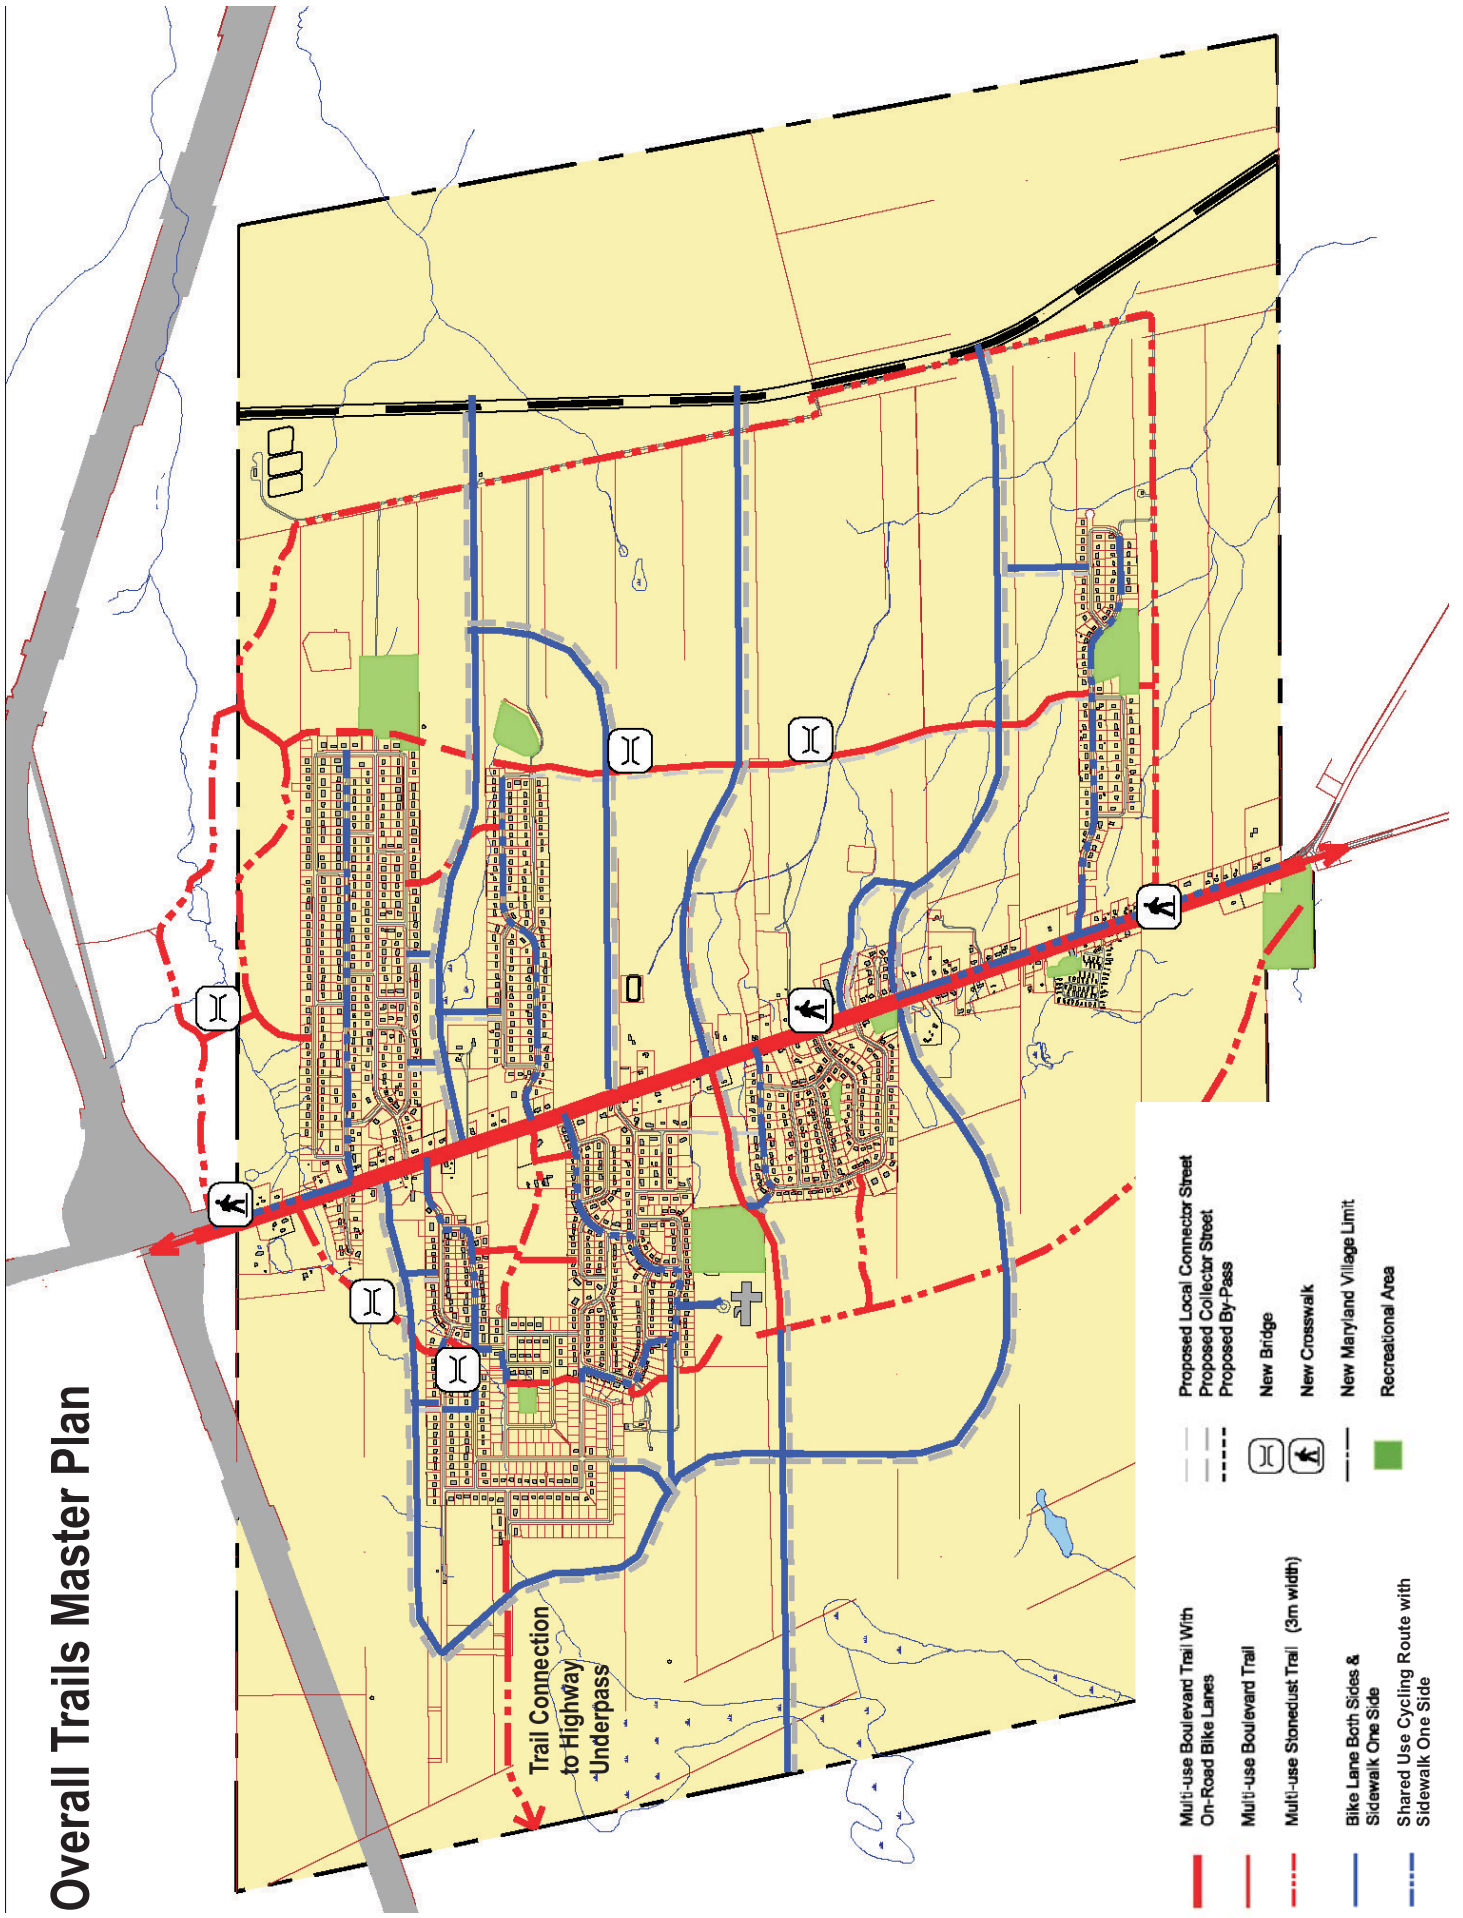 Overall Trails Master Plan
Trail Connection
to Highway
Underpass
Multi-use Boulevard Trail With
On-Road Bike Lanes
Multi-use Boulevard Trail
Multi-use Stonedust Trail (3m width)
Bike Lane Both Sides &
Sidewalk One Side
Shared Use Cycling Route with
Sidewalk One Side
Proposed Local Connector Street
Proposed Collector Street
Proposed By-Pass
New Bridge
New Crosswalk
New Maryland Village Limit
Recreational Area